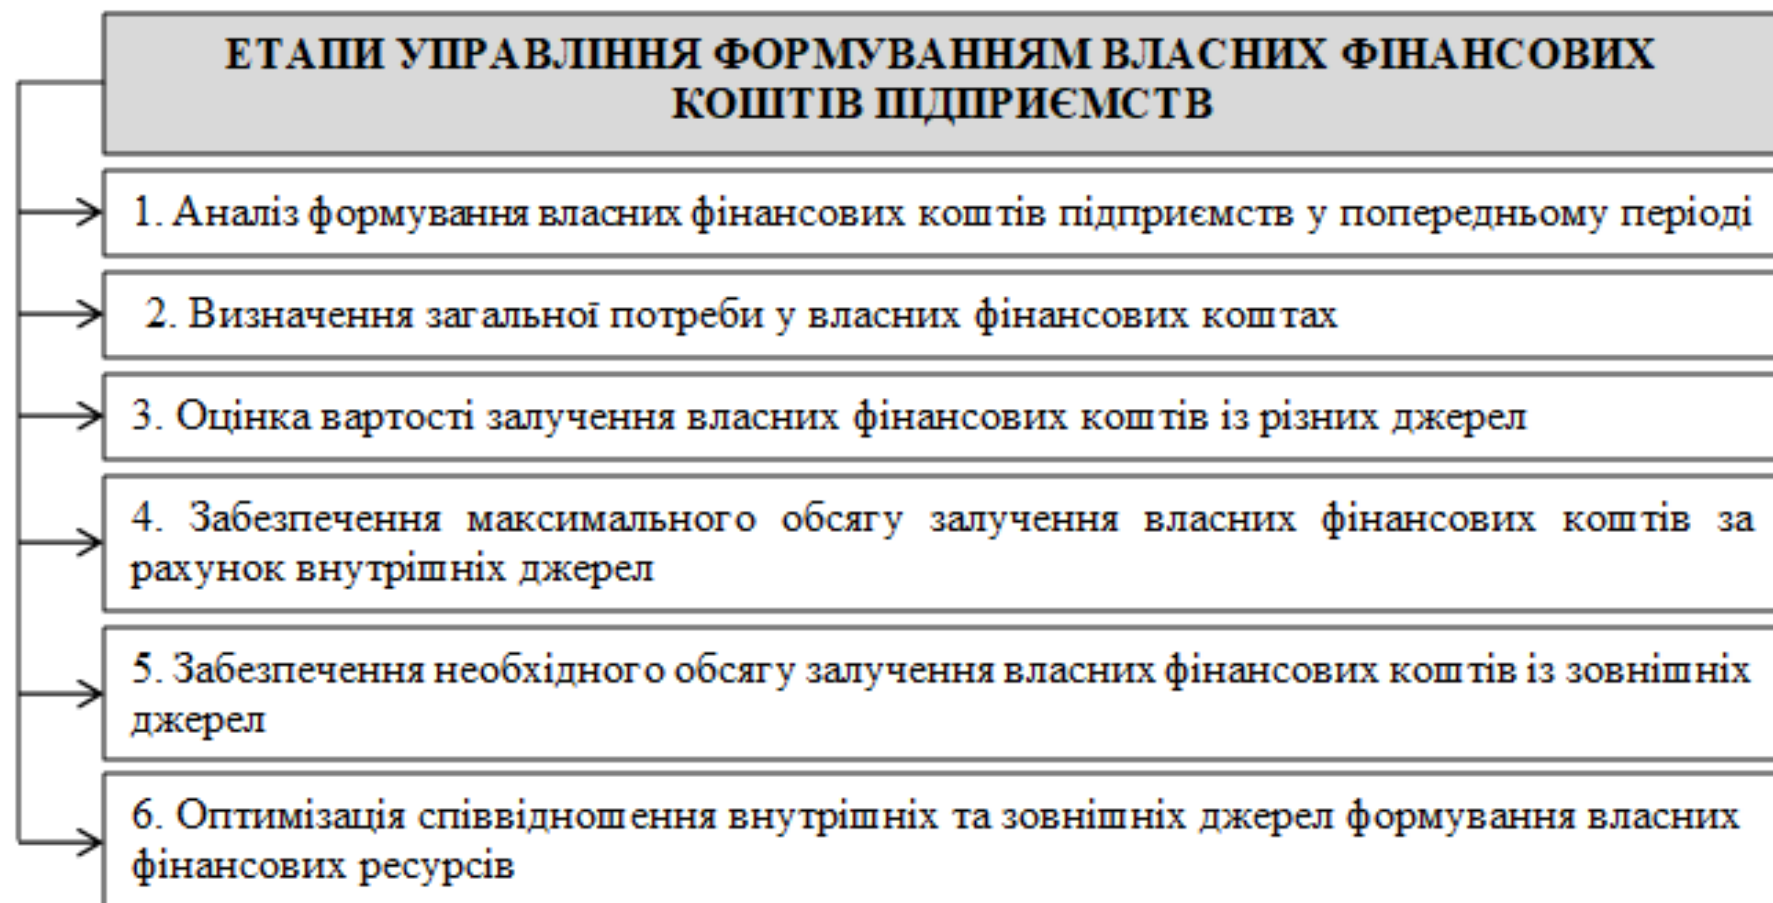 ЕТАПИ УПРАВЛІННЯ ФОРМУВАННЯМ ВЛАСНИХ ФІНАНСОВИХ
КОШТІВ ПІДПРИЄМСТВ
1. Аналіз формування власних фінансових коштів підприємств у попередньому періоді
2. Визначення загальної потреби у власних фінансових коштах
3. Оцінка вартості залучення власних фінансових коштів із різних джерел
4. Забезпечення максимального обсягу залучення власних фінансових коштів за
рахунок внутрішніх джерел
5. Забезпечення необхідного обсягу залучення власних фінансових коштів із зовнішніх
джерел
6. Оптимізація співвідношення внутрішніх та зовнішніх джерел формування власних
фінансових ресурсів